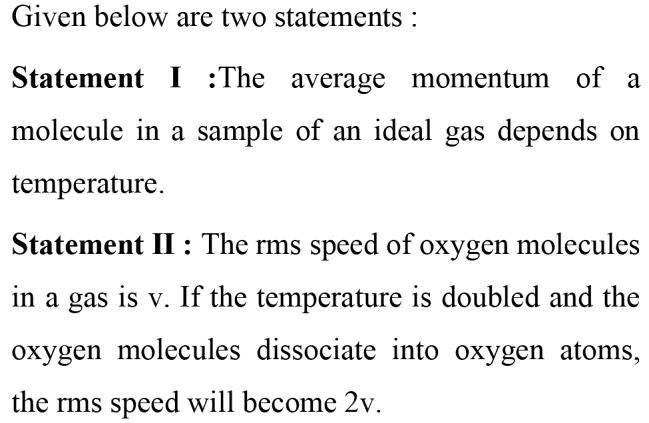 Given below are two statements :
Statement I :The average momentum of a
molecule in a sample of an ideal gas depends on
temperature.
Statement II : The rms speed of oxygen molecules
in a gas is v. If the temperature is doubled and the
oxygen molecules dissociate into oxygen atoms,
the rms speed will become 2v.